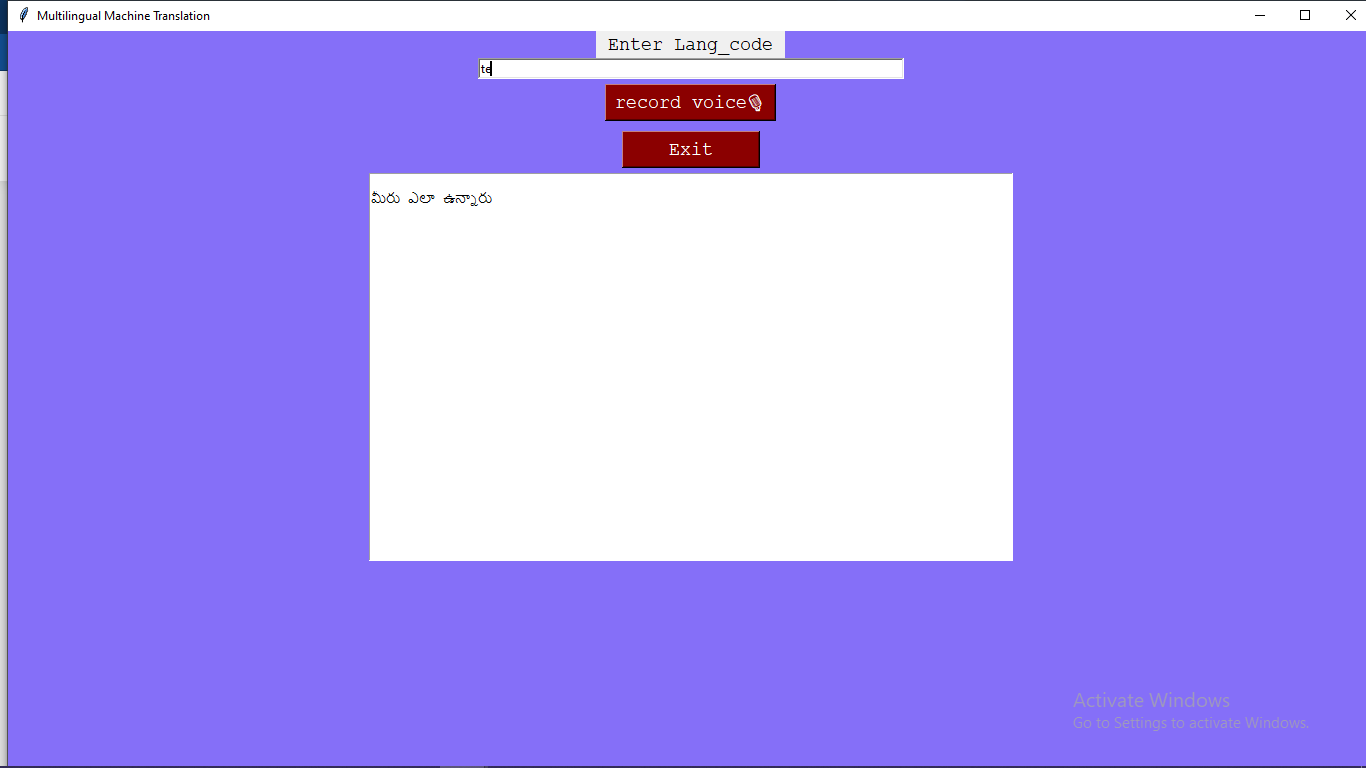 Multilingual Machine Translation
Enter Lang_code
te
record voice🎙
Exit
మీరు ఎలా ఉన్నారు
Activate Windows
Go to Settings to activate Windows.